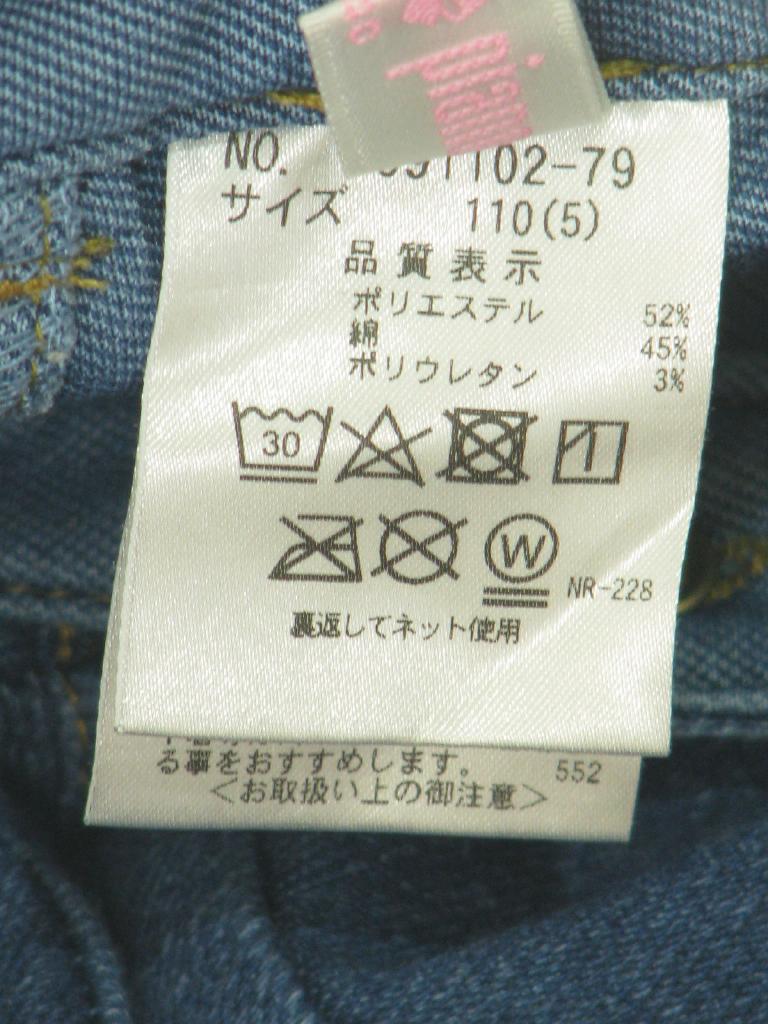 NO. 102-79
サイズ 110(5)
品質表示
ポリエステル 52%
綿 45%
ポリウレタン 3%
30
W
NR-228
裏返してネット使用
る事をおすすめします。 552
＜お取扱い上の御注意＞